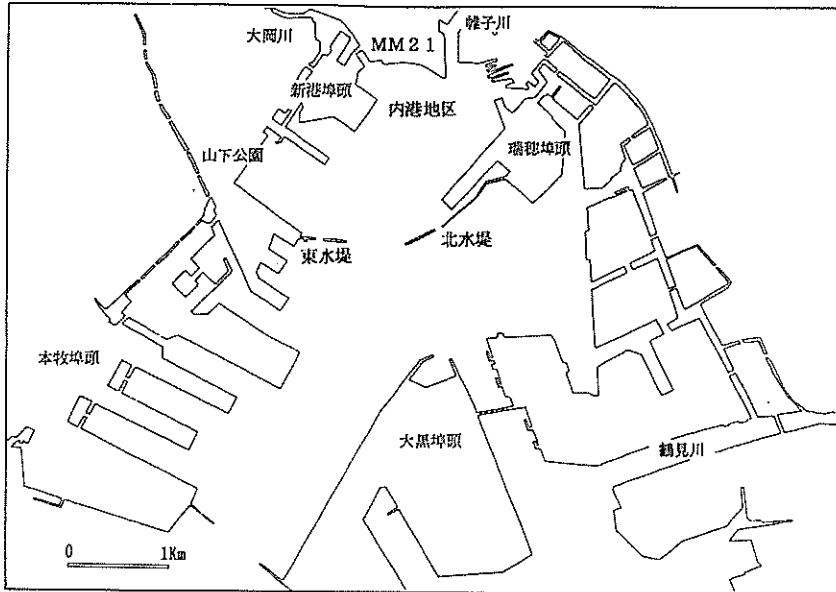 大岡川
MM21
帷子川
新港埠頭
内港地区
山下公園
瑞穂埠頭
東水堤
北水堤
本牧埠頭
大黒埠頭
鶴見川
0 1Km